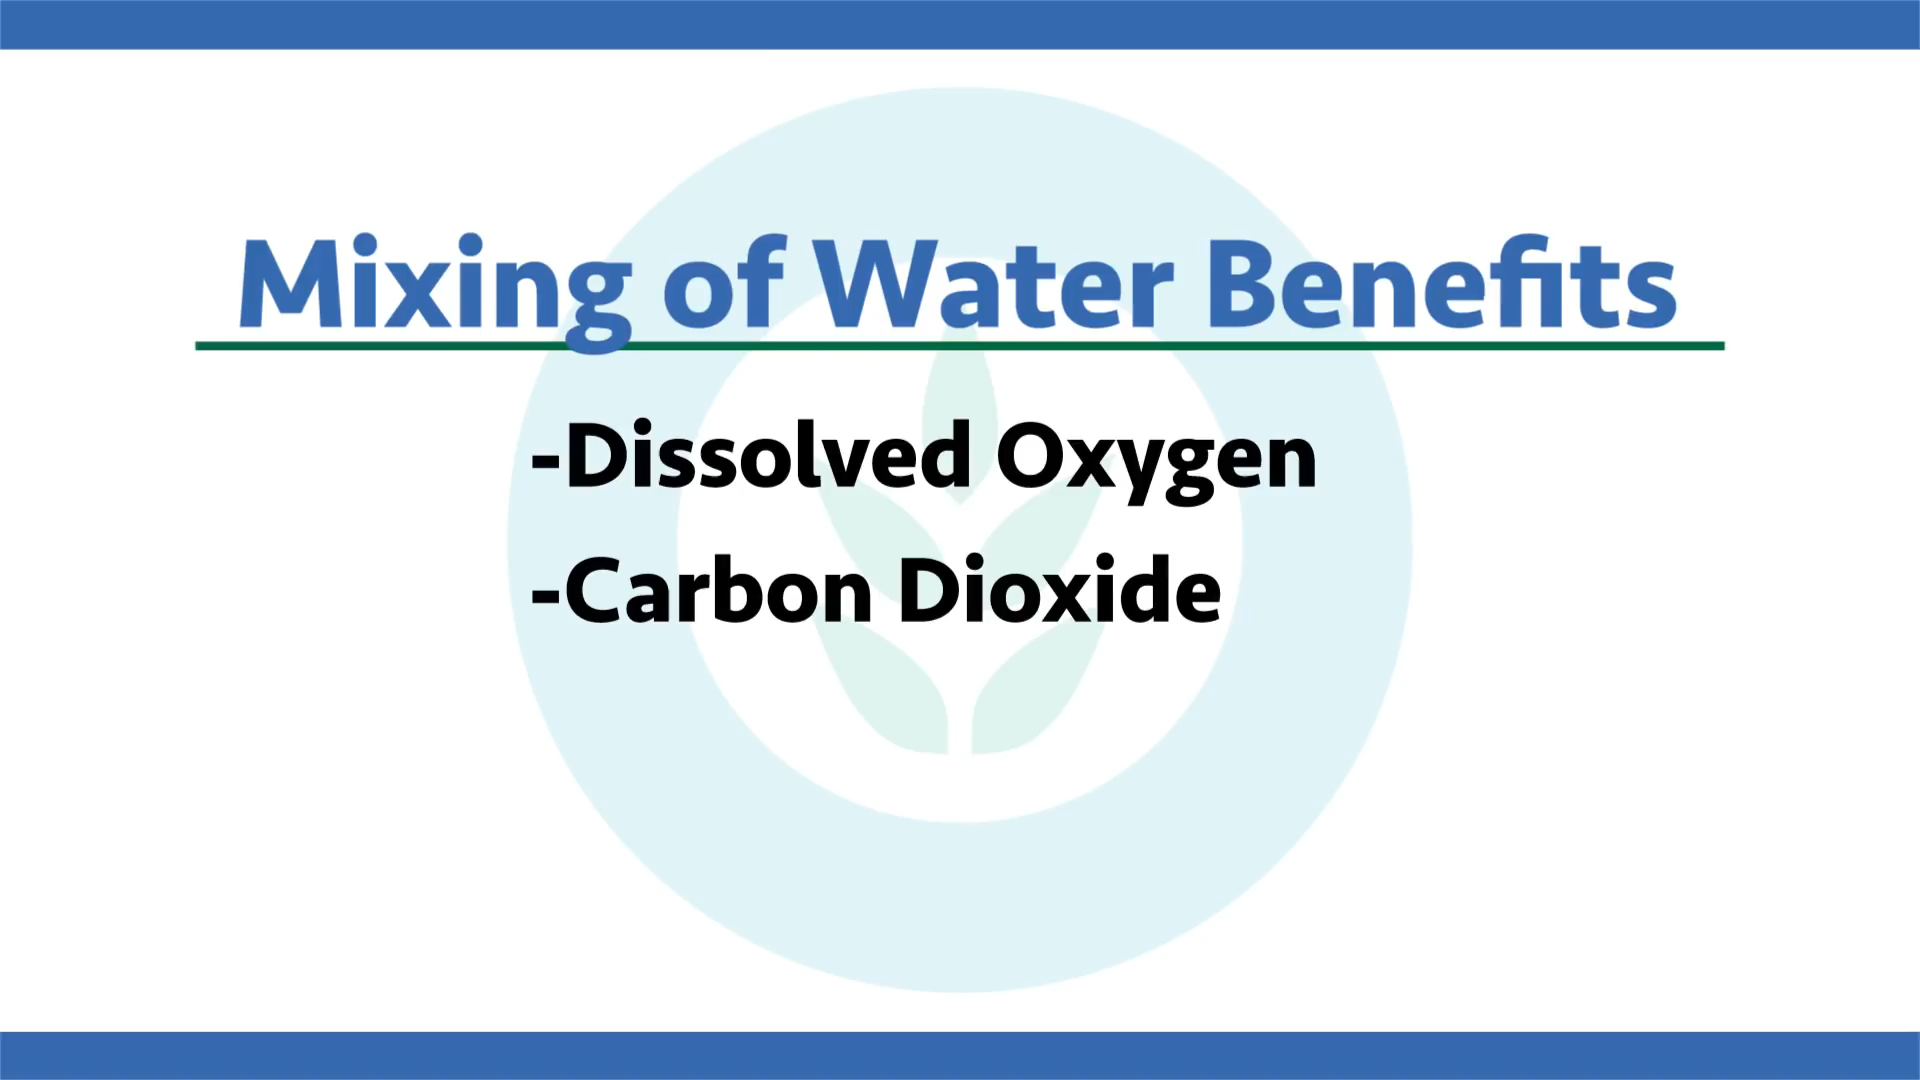 Mixing of Water Benefits
-Dissolved Oxygen
-Carbon Dioxide